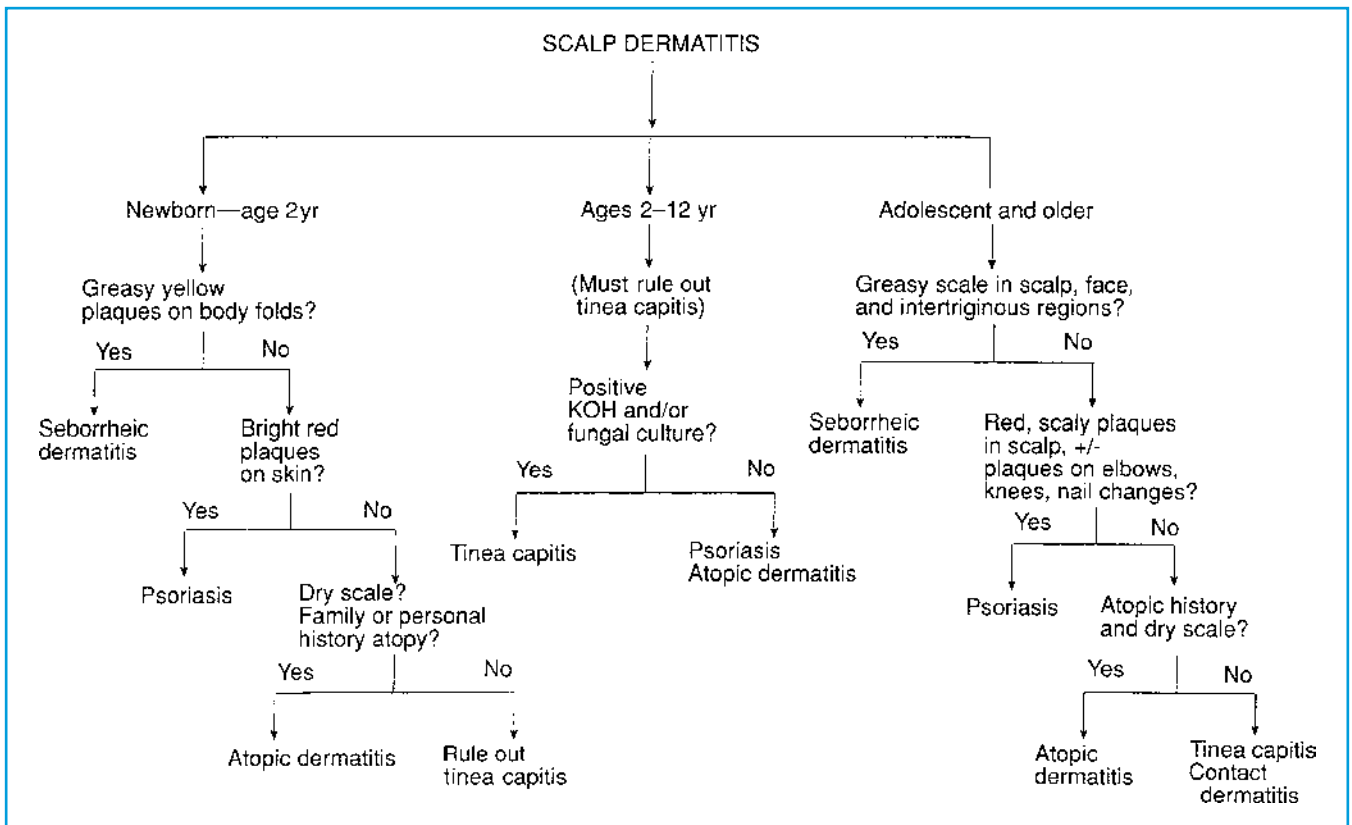 SCALP DERMATITIS
Newborn—age 2yr
Greasy yellow
plaques on body folds?
Yes
No
Seborrheic
dermatitis
Bright red
plaques
on skin?
Yes
No
Psoriasis
Dry scale?
Family or personal
history atopy?
Yes
No
Atopic dermatitis
Rule out
tinea capitis
Ages 2–12 yr
(Must rule out
tinea capitis)
Positive
KOH and/or
fungal culture?
Yes
No
Tinea capitis
Psoriasis
Atopic dermatitis
Adolescent and older
Greasy scale in scalp, face,
and intertriginous regions?
Yes
No
Seborrheic
dermatitis
Red, scaly plaques
in scalp, +/-
plaques on elbows,
knees, nail changes?
Yes
No
Psoriasis
Atopic history
and dry scale?
Yes
No
Atopic
dermatitis
Tinea capitis
Contact
dermatitis